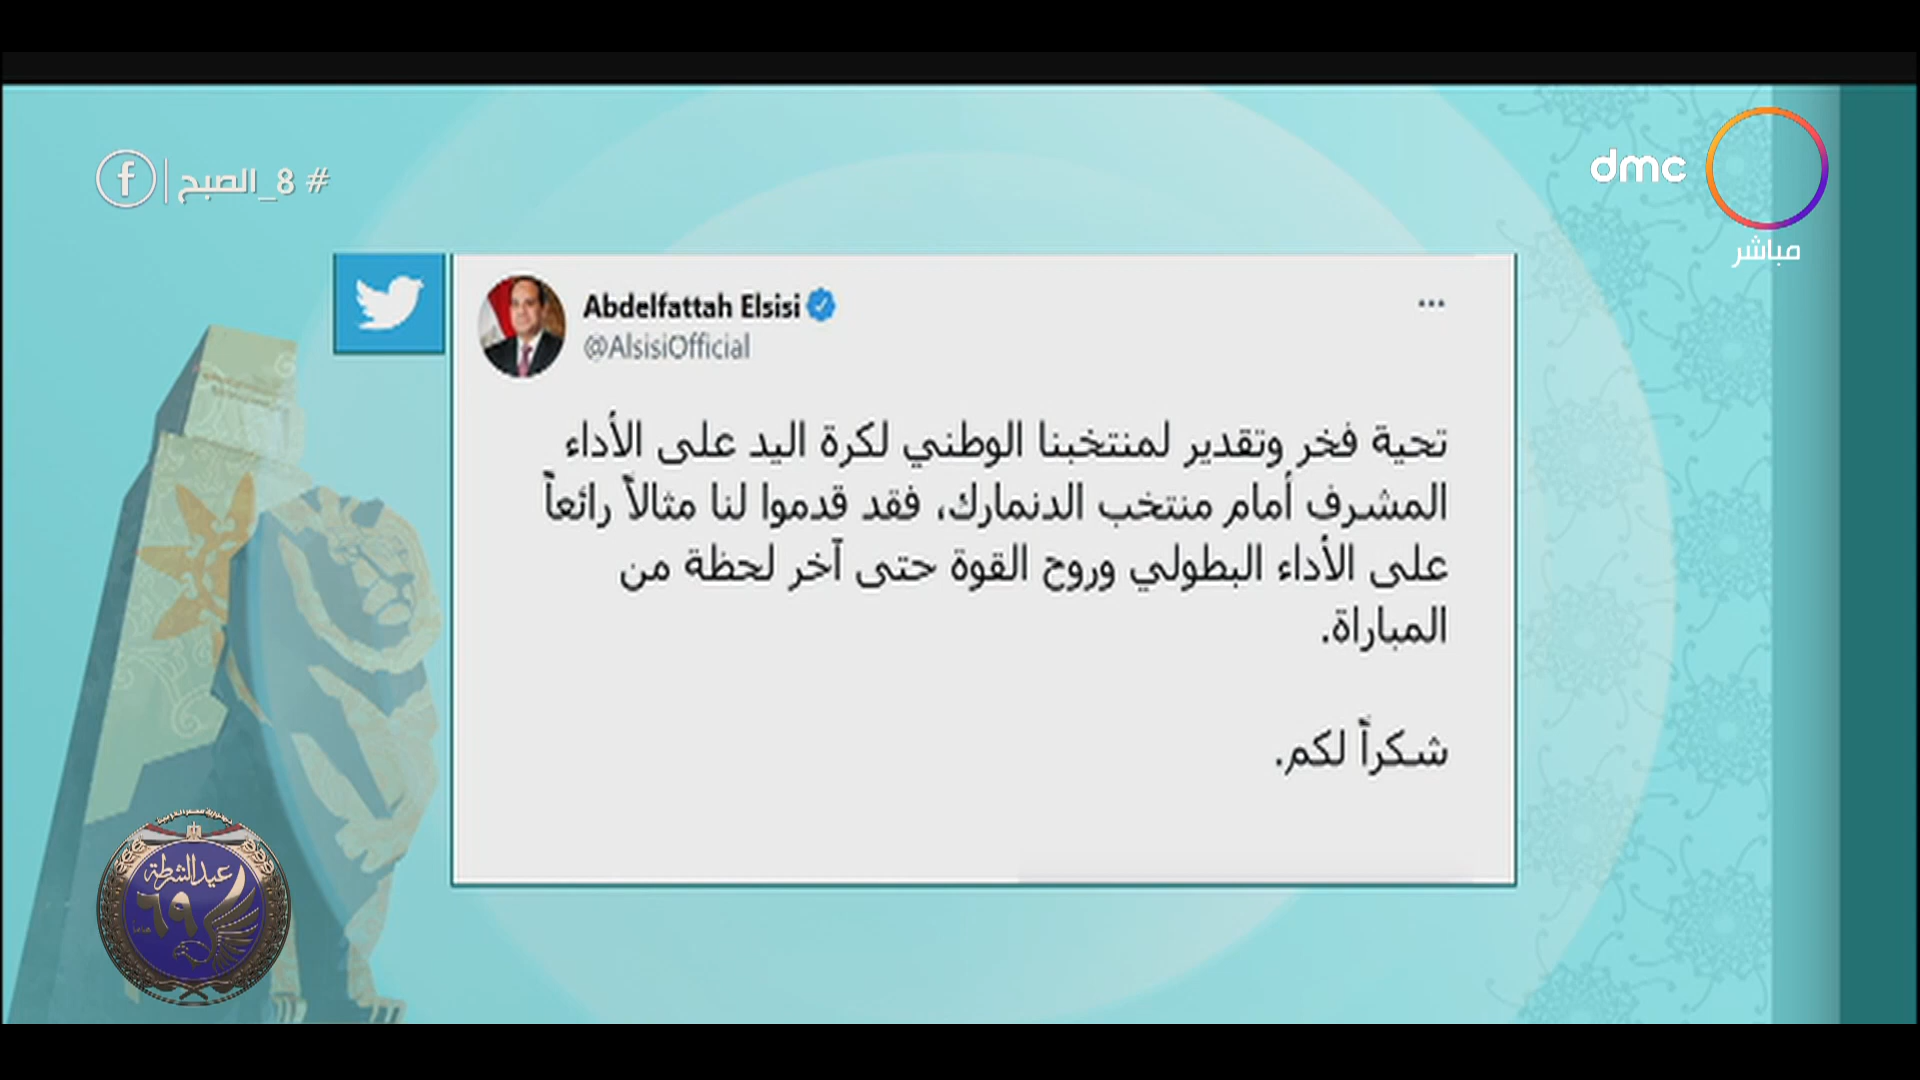 # 8_الصبح
dmc
مباشر
Abdelfattah Elsisi
@AlsisiOfficial
تحية فخر وتقدير لمنتخبنا الوطني لكرة اليد على الأداء
المشرف أمام منتخب الدنمارك، فقد قدموا لنا مثالاً رائعاً
على الأداء البطولي وروح القوة حتى آخر لحظة من
المباراة.
شكراً لكم.
عيد الشرطة
٦٩
عاما